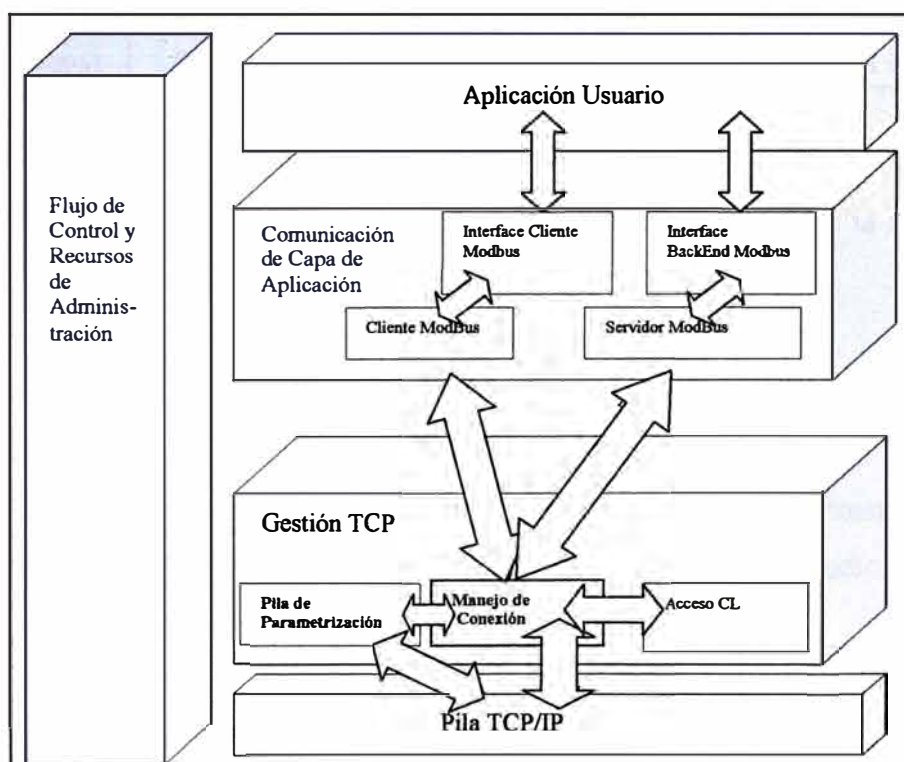 Aplicación Usuario
Flujo de
Control y
Recursos
de
Adminis-
tración
Comunicación
de Capa de
Aplicación
Interface Cliente
Modbus
Interface
BackEnd Modbus
Cliente ModBus
Servidor ModBus
Gestión TCP
Pila de
Parametrización
Manejo de
Conexión
Acceso CL
Pila TCP/IP